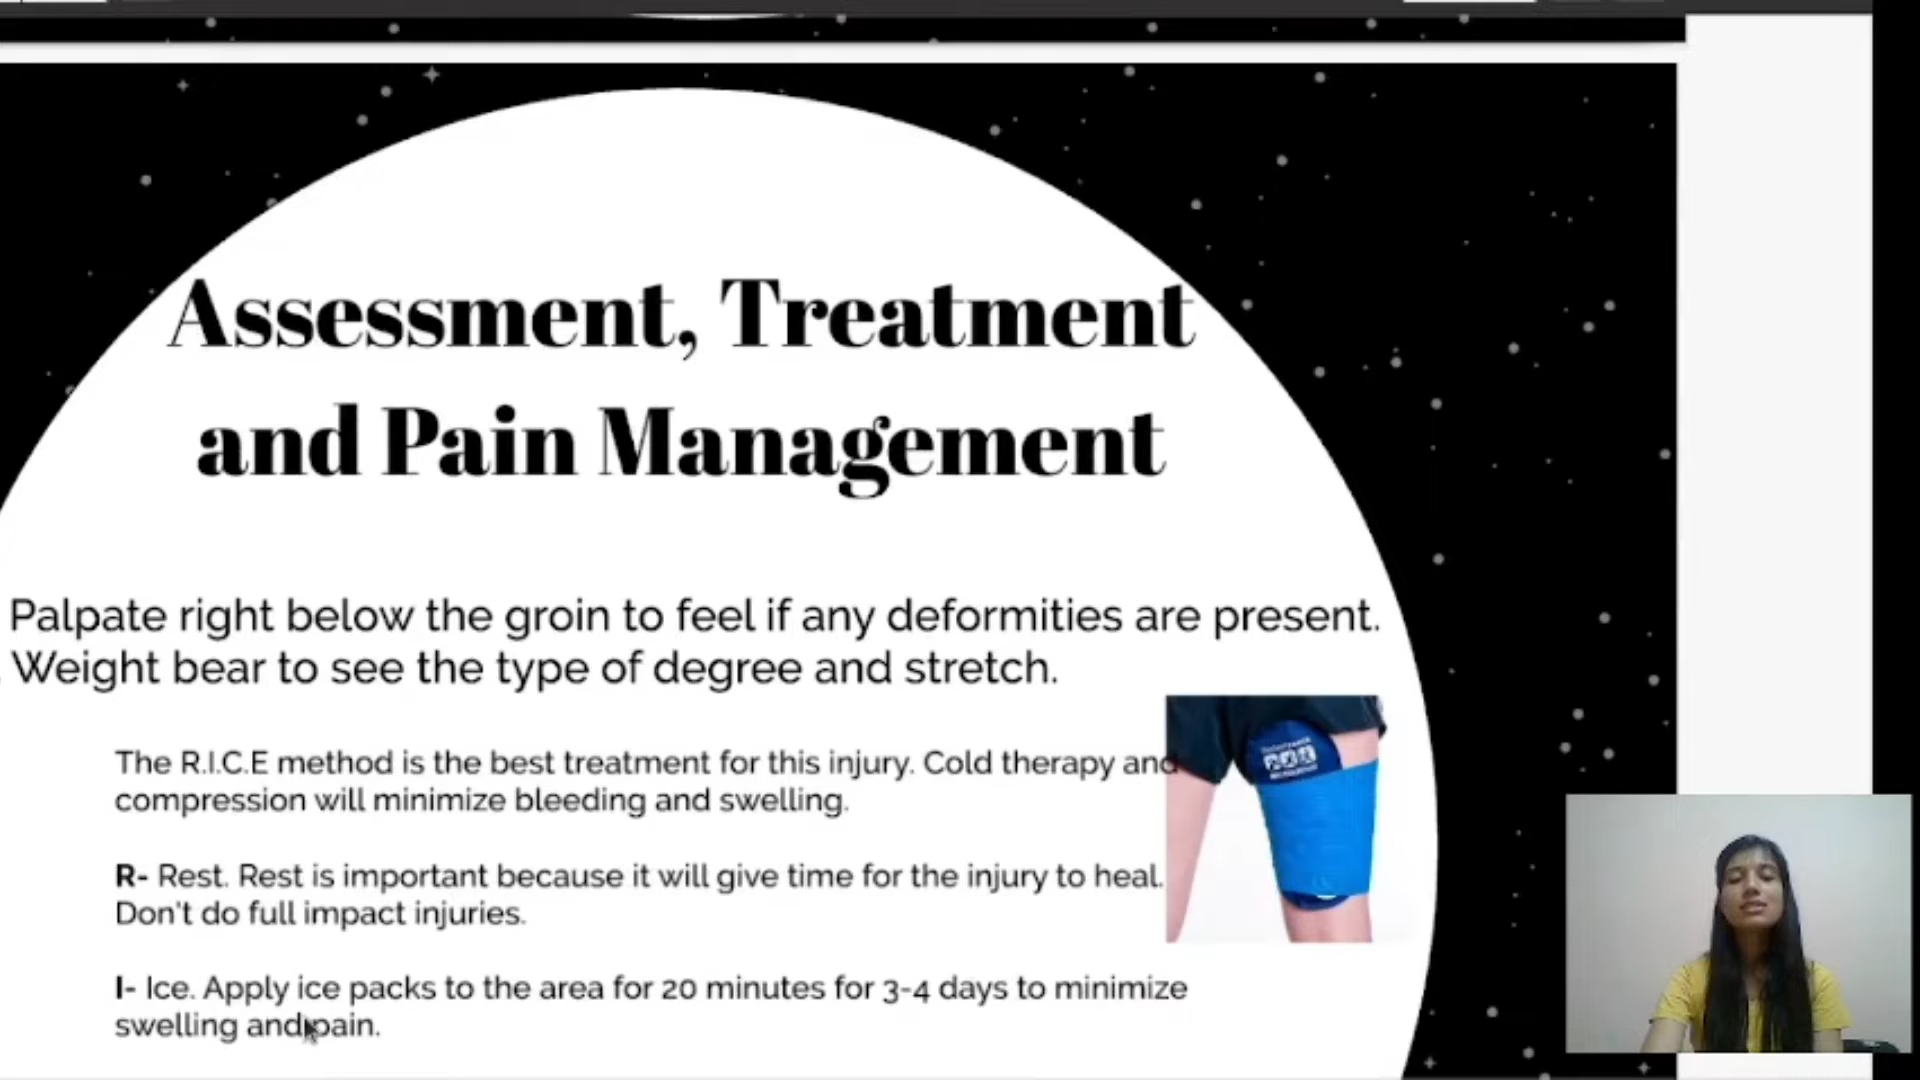 Assessment, Treatment
and Pain Management
Palpate right below the groin to feel if any deformities are present.
Weight bear to see the type of degree and stretch.
The R.I.C.E method is the best treatment for this injury. Cold therapy and
compression will minimize bleeding and swelling.
R- Rest. Rest is important because it will give time for the injury to heal.
Don't do full impact injuries.
I- Ice. Apply ice packs to the area for 20 minutes for 3-4 days to minimize
swelling and pain.